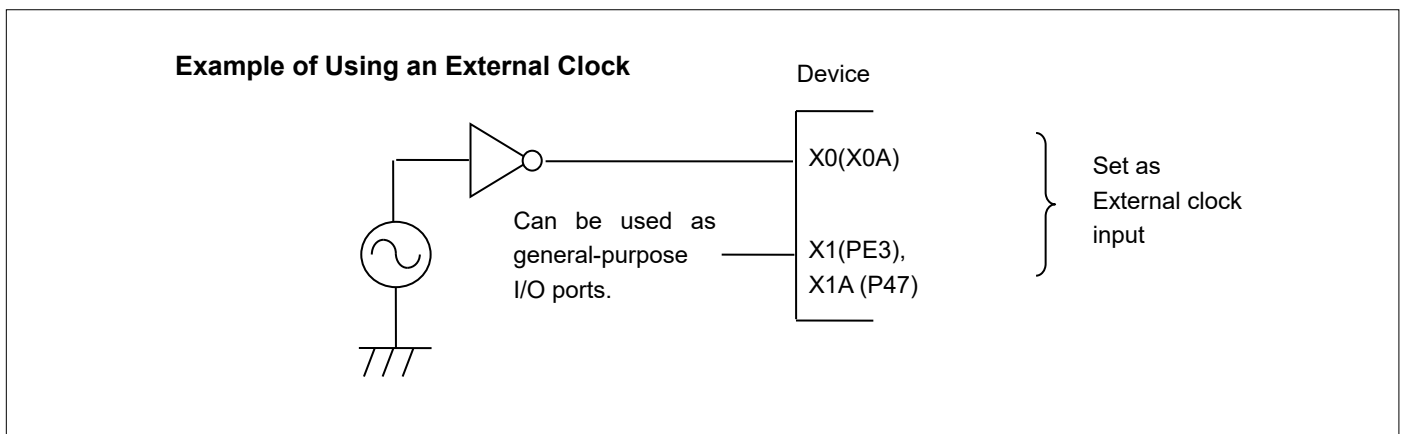 Example of Using an External Clock
Device
X0(X0A)
Can be used as
general-purpose
I/O ports.
X1(PE3),
X1A (P47)
Set as
External clock
input